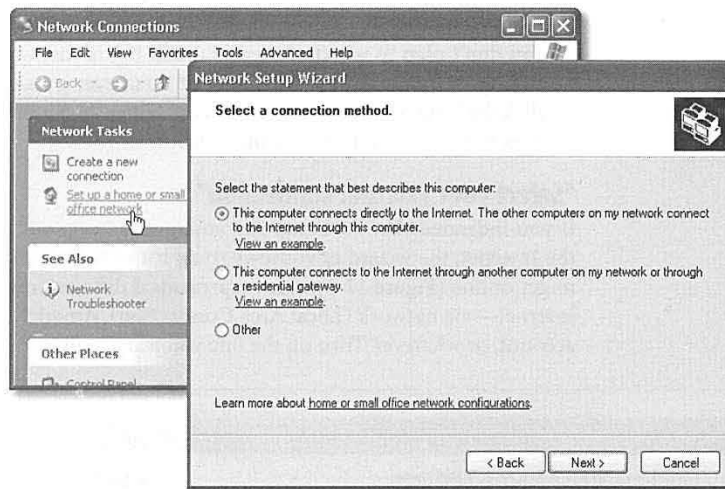 Network Connections
File Edit View Favorites Tools Advanced Help
Back
Network Tasks
Create a new
connection
Set up a home or small
office network
See Also
Network
Troubleshooter
Other Places
Control Panel
Network Setup Wizard
Select a connection method.
Select the statement that best describes this computer:
This computer connects directly to the Internet. The other computers on my network connect
to the Internet through this computer.
View an example.
This computer connects to the Internet through another computer on my network or through
a residential gateway.
View an example.
Other
Learn more about home or small office network configurations.
< Back Next > Cancel